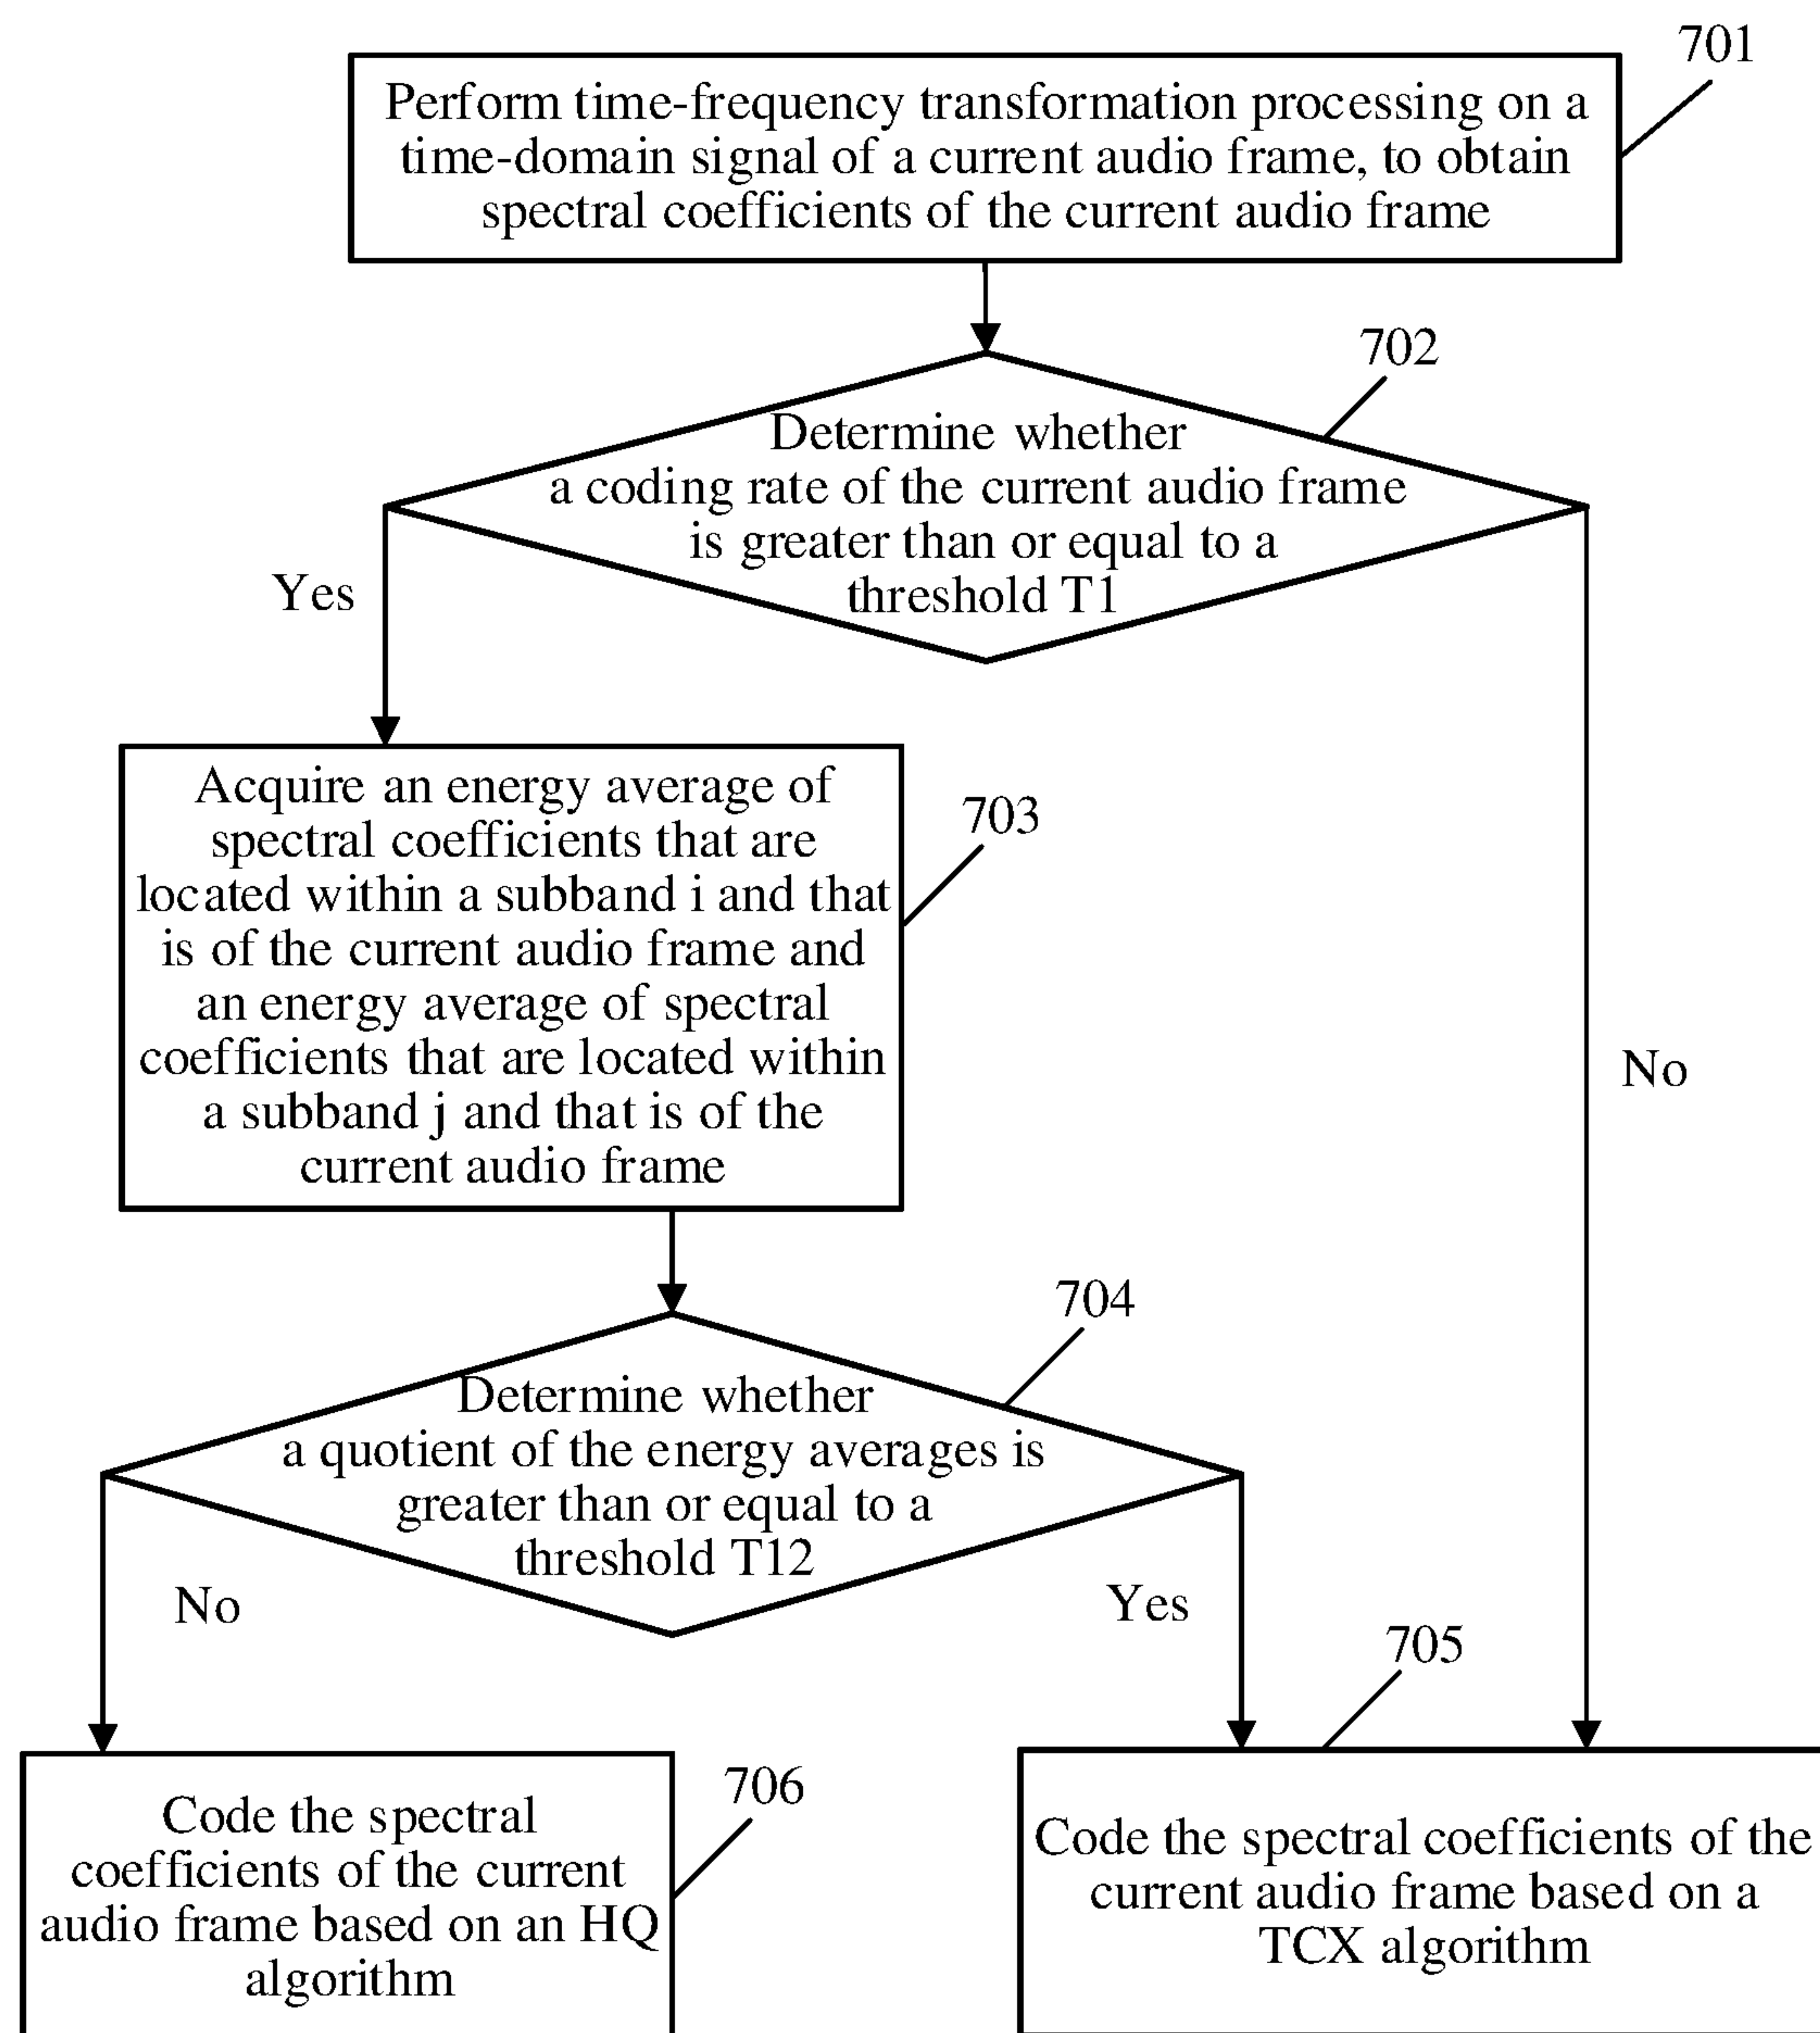 701
Perform time-frequency transformation processing on a
time-domain signal of a current audio frame, to obtain
spectral coefficients of the current audio frame
702
Determine whether
a coding rate of the current audio frame
is greater than or equal to a
threshold T1
Yes
No
703
Acquire an energy average of
spectral coefficients that are
located within a subband i and that
is of the current audio frame and
an energy average of spectral
coefficients that are located within
a subband j and that is of the
current audio frame
704
Determine whether
a quotient of the energy averages is
greater than or equal to a
threshold T12
No
Yes
705
706
Code the spectral
coefficients of the current
audio frame based on an HQ
algorithm
Code the spectral coefficients of the
current audio frame based on a
TCX algorithm